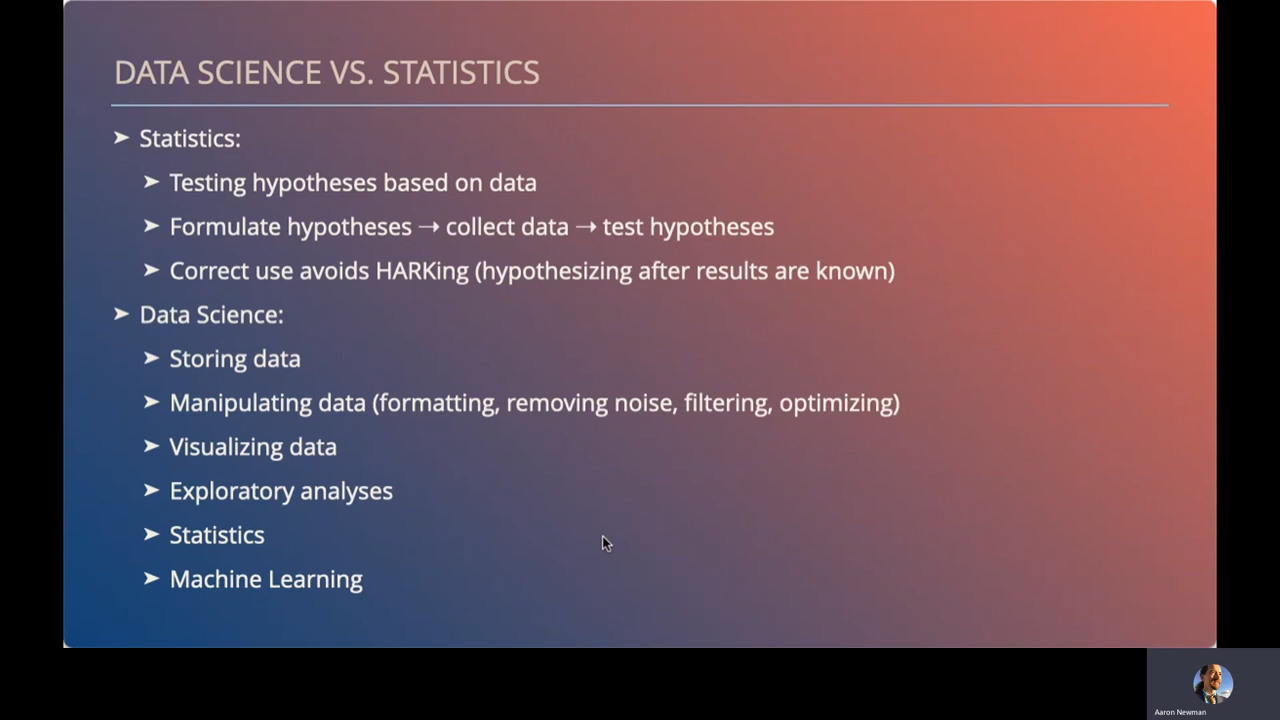 DATA SCIENCE VS. STATISTICS
➤ Statistics:
➤ Testing hypotheses based on data
➤ Formulate hypotheses → collect data → test hypotheses
➤ Correct use avoids HARKing (hypothesizing after results are known)
➤ Data Science:
➤ Storing data
➤ Manipulating data (formatting, removing noise, filtering, optimizing)
➤ Visualizing data
➤ Exploratory analyses
➤ Statistics
➤ Machine Learning
Aaron Newman